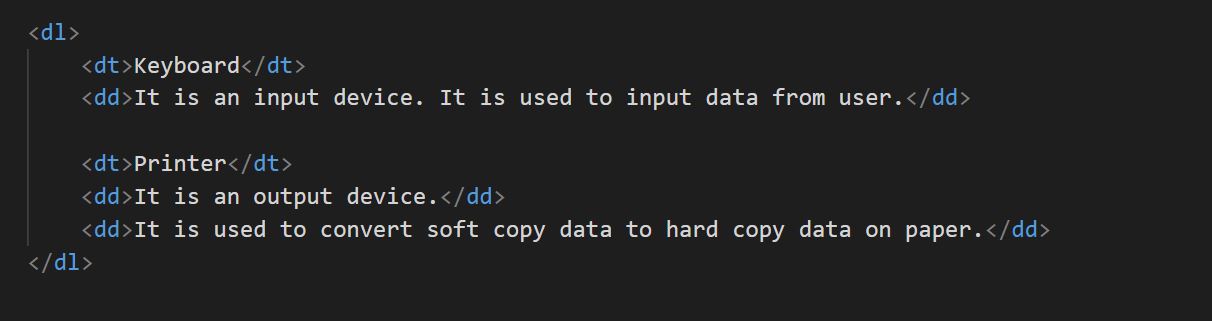 <dl>
<dt>Keyboard</dt>
<dd>It is an input device. It is used to input data from user.</dd>
<dt>Printer</dt>
<dd>It is an output device.</dd>
<dd>It is used to convert soft copy data to hard copy data on paper.</dd>
</dl>